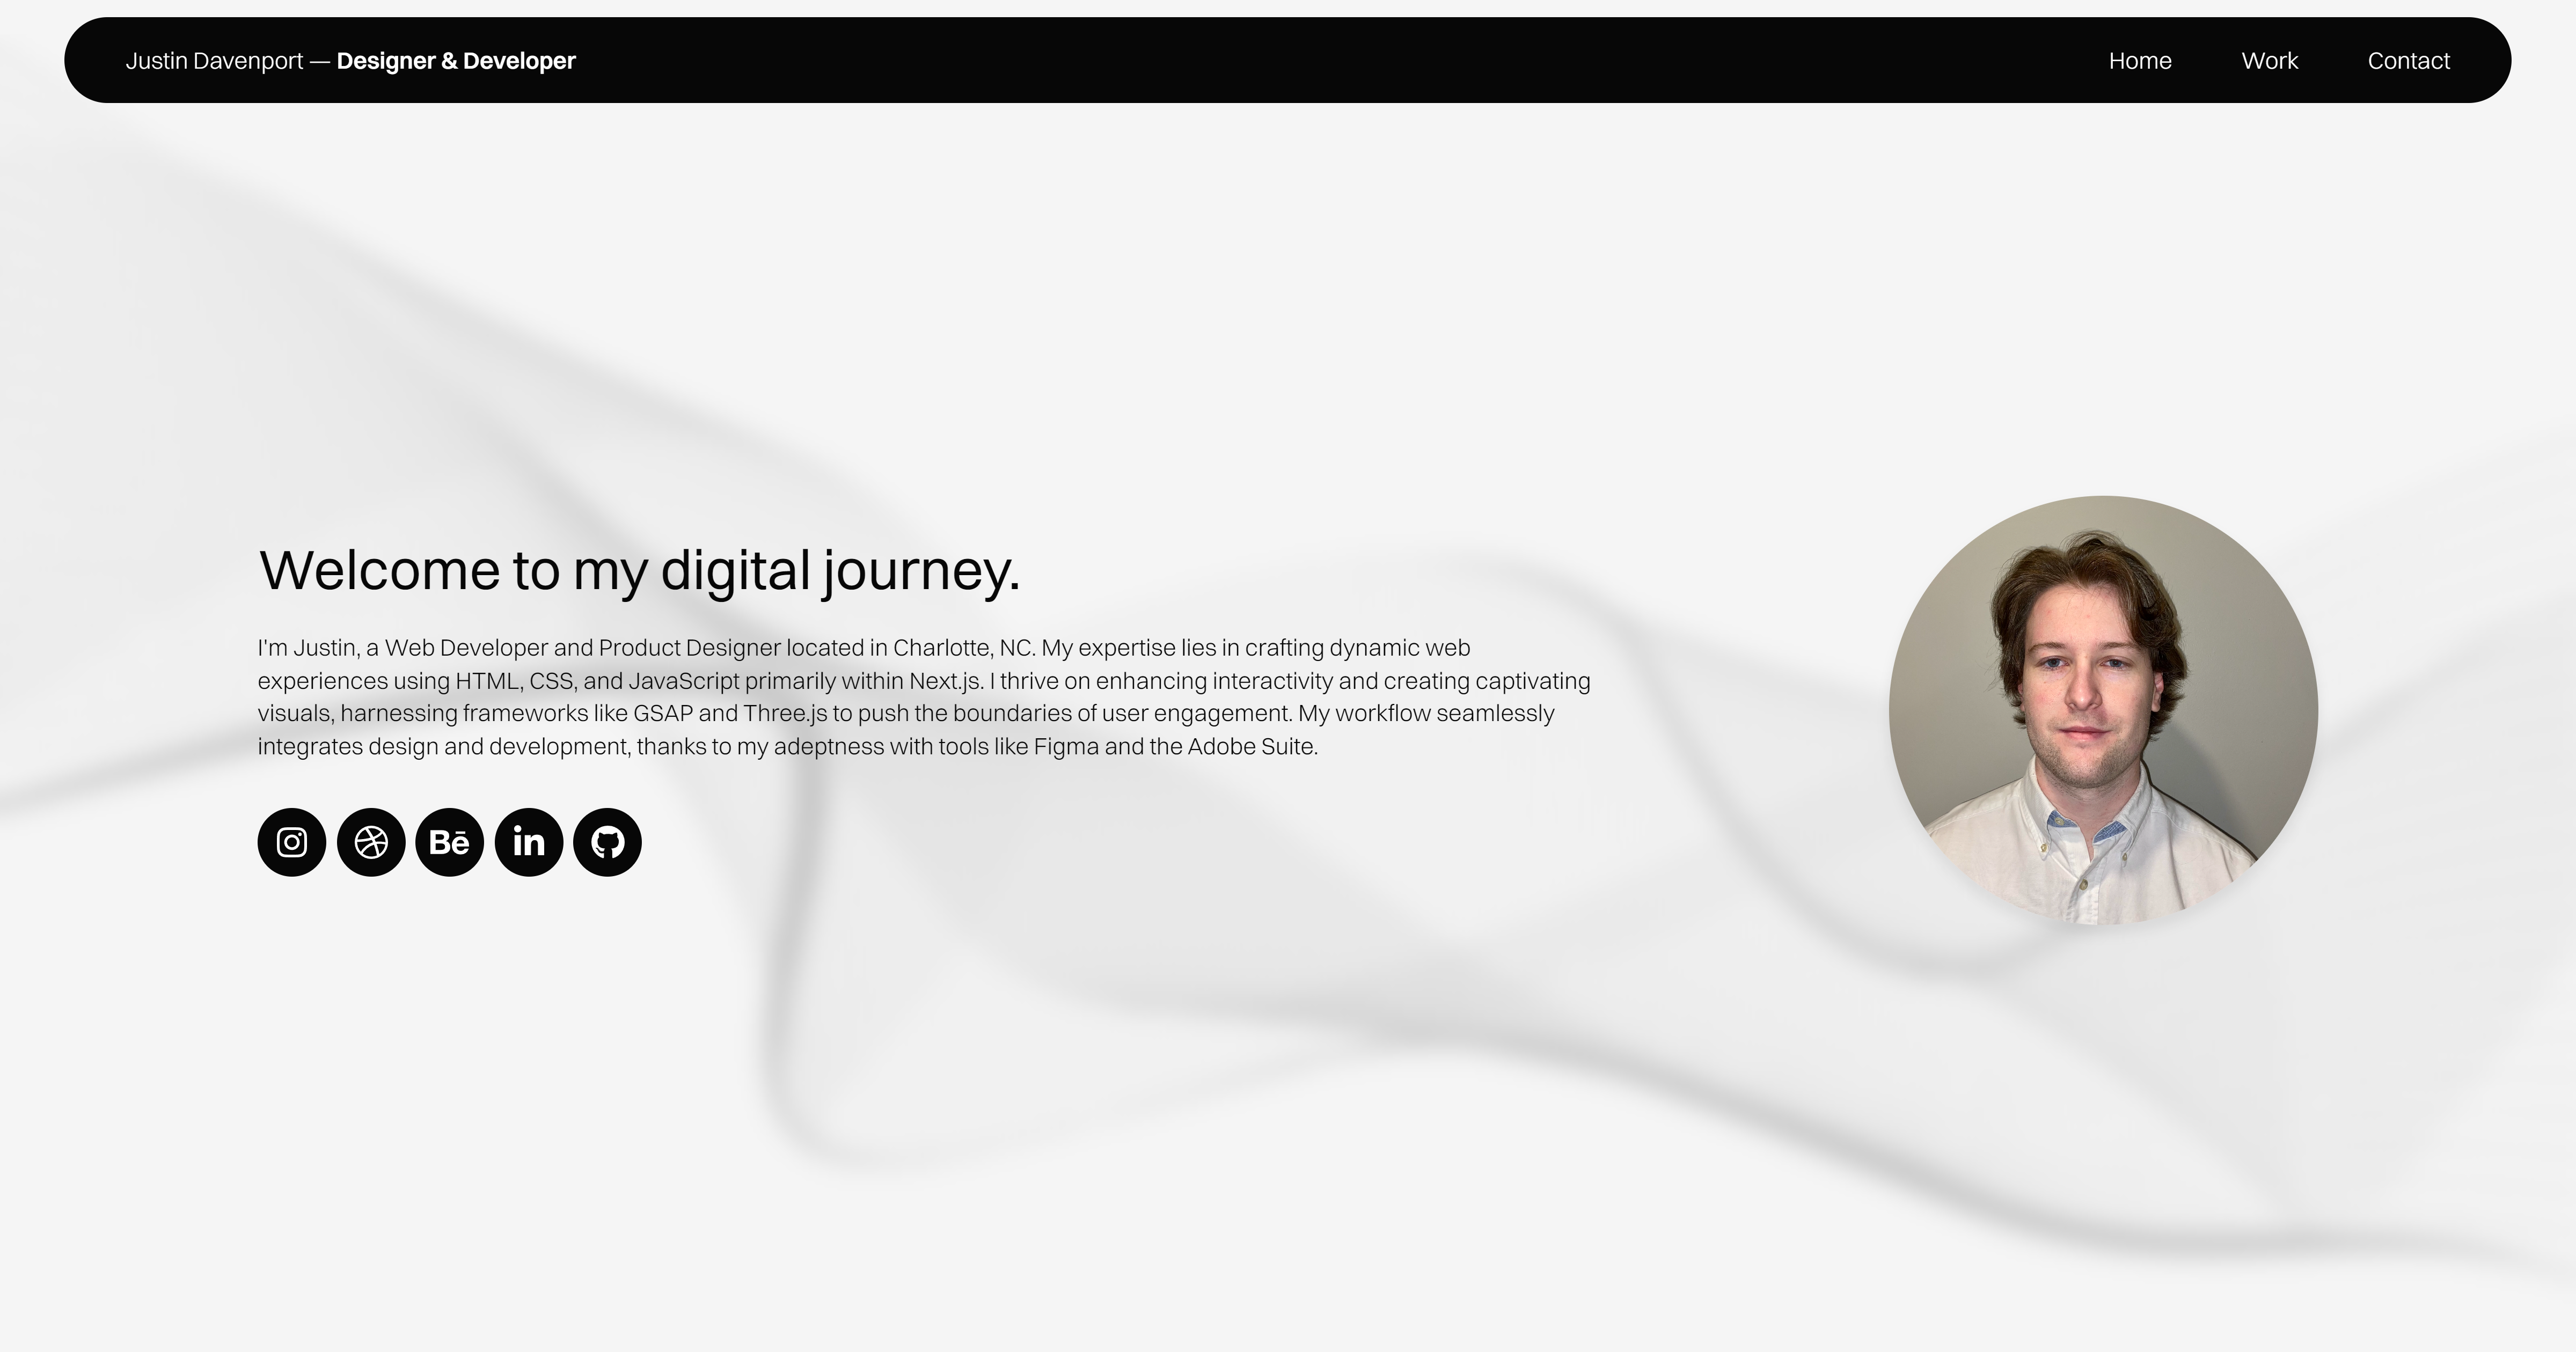 Justin Davenport — Designer & Developer
Home
Work
Contact
Welcome to my digital journey.
I'm Justin, a Web Developer and Product Designer located in Charlotte, NC. My expertise lies in crafting dynamic web
experiences using HTML, CSS, and JavaScript primarily within Next.js. I thrive on enhancing interactivity and creating captivating
visuals, harnessing frameworks like GSAP and Three.js to push the boundaries of user engagement. My workflow seamlessly
integrates design and development, thanks to my adeptness with tools like Figma and the Adobe Suite.
Bē
in